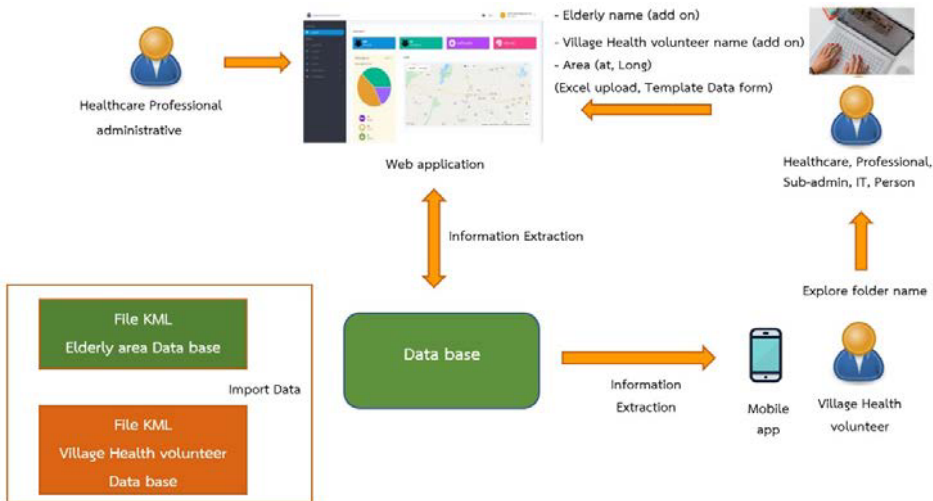 - Elderly name (add on)
- Village Health volunteer name (add on)
- Area (at, Long)
(Excel upload, Template Data form)
Healthcare Professional
administrative
Web application
Healthcare, Professional,
Sub-admin, IT, Person
Information Extraction
Explore folder name
File KML
Elderly area Data base
Import Data
File KML
Village Health volunteer
Data base
Data base
Information
Extraction
Mobile
app
Village Health
volunteer